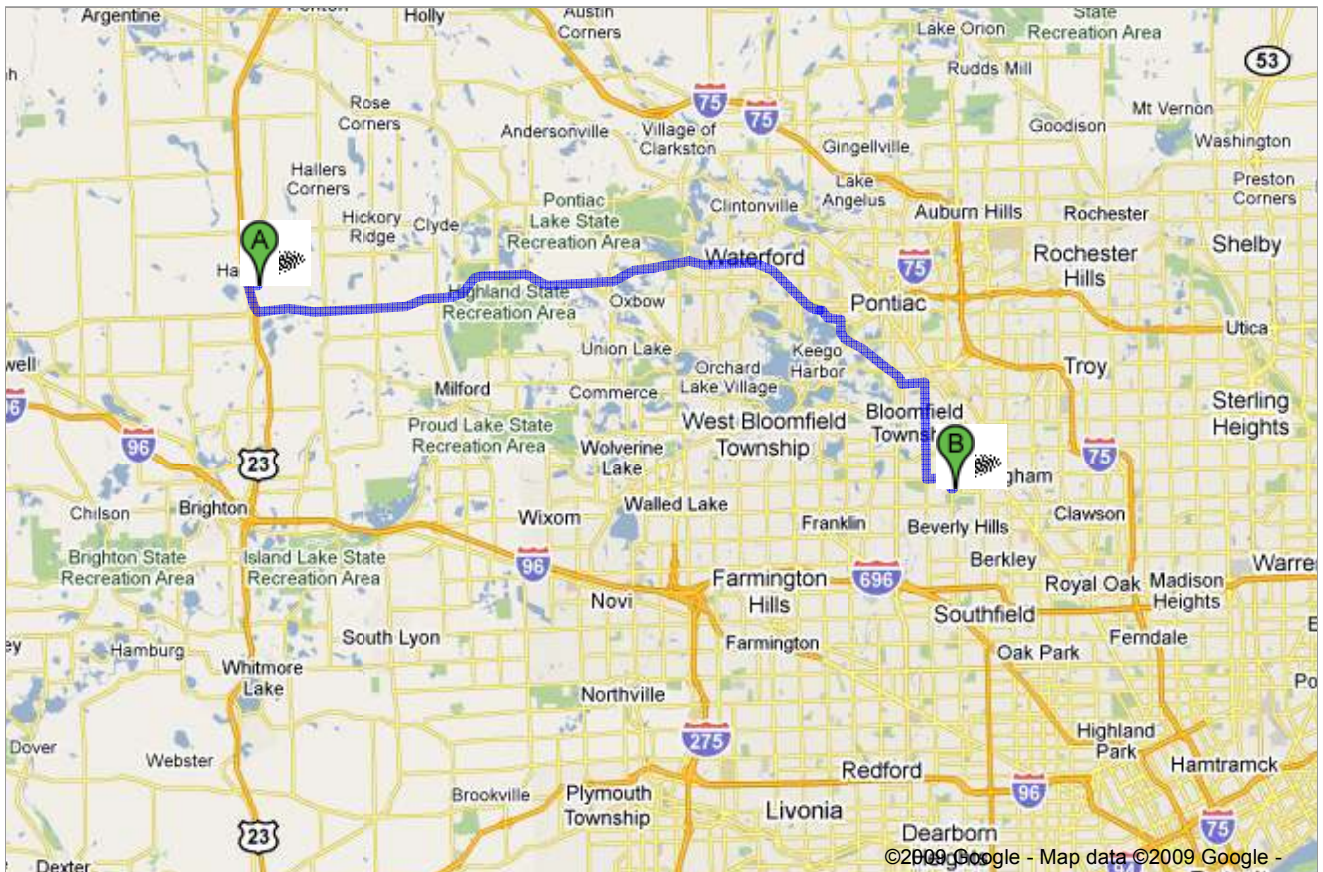 Argentine
Holly
Austin
Corners
Lake Orion
State
Recreation Area
53
Rudds Mill
75
75
Rose
Corners
Andersonville
Village of
Clarkston
Goodison
Mt Vernon
Washington
Gingellville
Hallers
Corners
Preston
Corners
Pontiac
Lake State
Recreation Area
Clintonville
Lake
Angelus
Auburn Hills
Rochester
Hickory
Ridge
Clyde
A
Waterford
75
Rochester
Hills
Shelby
Highland State
Recreation Area
Oxbow
Pontiac
Utica
Union Lake
Keego
Harbor
Orchard
Lake Village
Troy
Milford
Commerce
96
Proud Lake State
Recreation Area
West Bloomfield
Township
Bloomfield
Sterling
Heights
96
23
Wolverine
Lake
B
75
Brighton
Chilson
Walled Lake
Wixom
Franklin
Beverly Hills
Clawson
Brighton State
Recreation Area
Island Lake State
Recreation Area
96
Farmington
Hills
696
Berkley
Royal Oak
Madison
Heights
Novi
Southfield
South Lyon
Hamburg
Farmington
Oak Park
Ferndale
Whitmore
Lake
Northville
Dover
Webster
275
Highland
Park
Hamtramck
Redford
Brookville
Plymouth
Township
96
Livonia
23
75
Dearborn
Heights
Dexter
94
©2009 Google - Map data ©2009 Google -